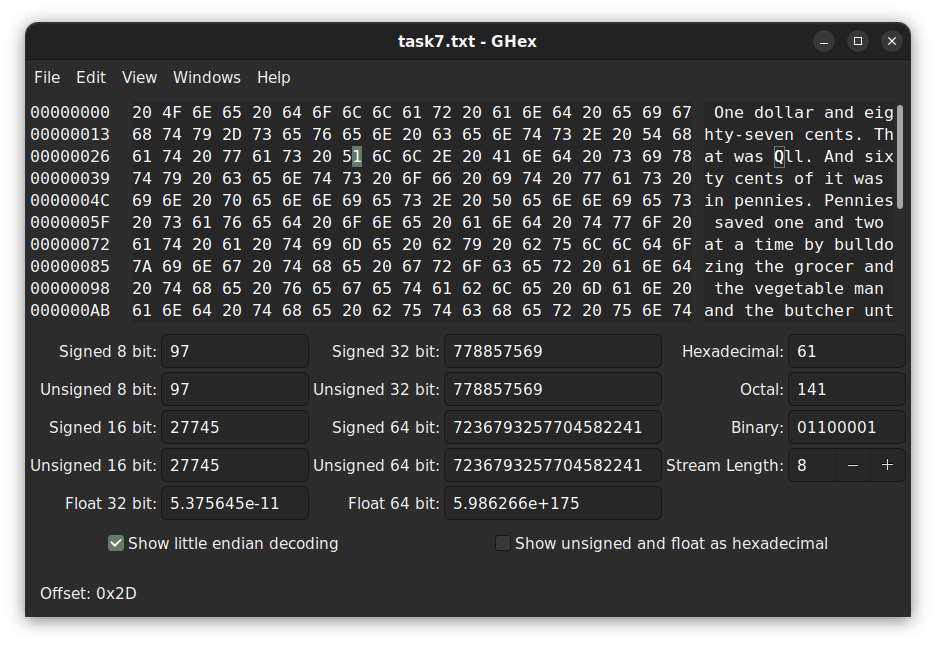 task7.txt - GHex
File Edit View Windows Help
00000000 20 4F 6E 65 20 64 6F 6C 6C 61 72 20 61 6E 64 20 65 69 67 One dollar and eig
00000013 68 74 79 2D 73 65 76 65 6E 20 63 65 6E 74 73 2E 20 54 68 hty-seven cents. Th
00000026 61 74 20 77 61 73 20 51 6C 6C 2E 20 41 6E 64 20 73 69 78 at was Qll. And six
00000039 74 79 20 63 65 6E 74 73 20 6F 66 20 69 74 20 77 61 73 20 ty cents of it was
0000004C 69 6E 20 70 65 6E 6E 69 65 73 2E 20 50 65 6E 6E 69 65 73 in pennies. Pennies
0000005F 20 73 61 76 65 64 20 6F 6E 65 20 61 6E 64 20 74 77 6F 20 saved one and two
00000072 61 74 20 61 20 74 69 6D 65 20 62 79 20 62 75 6C 6C 64 6F at a time by bulldo
00000085 7A 69 6E 67 20 74 68 65 20 67 72 6F 63 65 72 20 61 6E 64 zing the grocer and
00000098 20 74 68 65 20 76 65 67 65 74 61 62 6C 65 20 6D 61 6E 20 the vegetable man
000000AB 61 6E 64 20 74 68 65 20 62 75 74 63 68 65 72 20 75 6E 74 and the butcher unt
Signed 8 bit: 97 Signed 32 bit: 778857569 Hexadecimal: 61
Unsigned 8 bit: 97 Unsigned 32 bit: 778857569 Octal: 141
Signed 16 bit: 27745 Signed 64 bit: 7236793257704582241 Binary: 01100001
Unsigned 16 bit: 27745 Unsigned 64 bit: 7236793257704582241 Stream Length: 8 − +
Float 32 bit: 5.375645e-11 Float 64 bit: 5.986266e+175
Show little endian decoding Show unsigned and float as hexadecimal
Offset: 0x2D